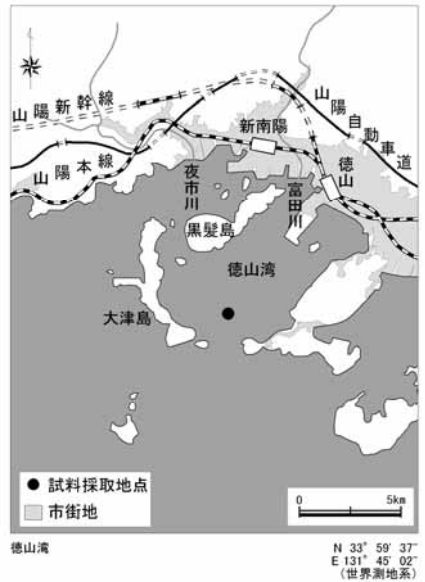 山陽新幹線
山陽自動車道
新南陽
徳山
山陽本線
夜市川
富田川
黒髪島
徳山湾
大津島
● 試料採取地点
市街地
0 5km
徳山湾
N 33° 59' 37"
E 131° 45' 02"
(世界測地系)